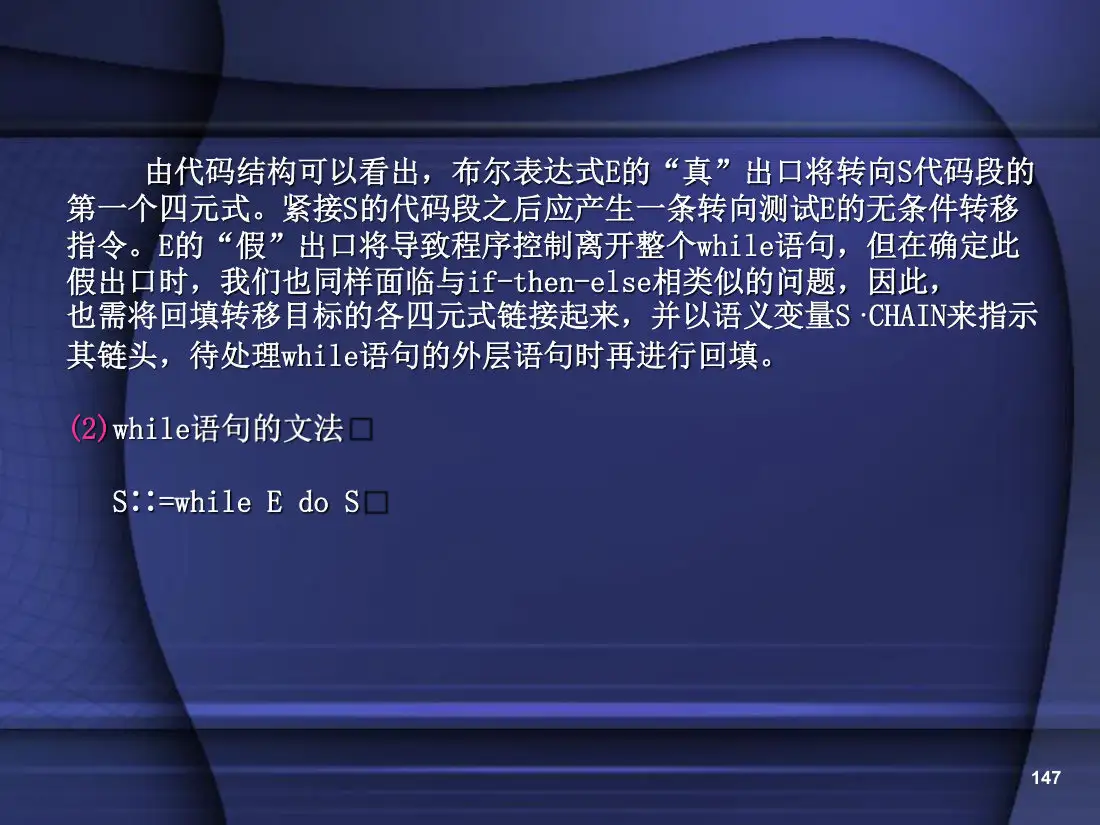 由代码结构可以看出，布尔表达式E的“真”出口将转向S代码段的
第一个四元式。紧接S的代码段之后应产生一条转向测试E的无条件转移
指令。E的“假”出口将导致程序控制离开整个while语句，但在确定此
假出口时，我们也同样面临与if-then-else相类似的问题，因此，
也需将回填转移目标的各四元式链接起来，并以语义变量S·CHAIN来指示
其链头，待处理while语句的外层语句时再进行回填。
(2)while语句的文法□
S∷=while E do S□
147